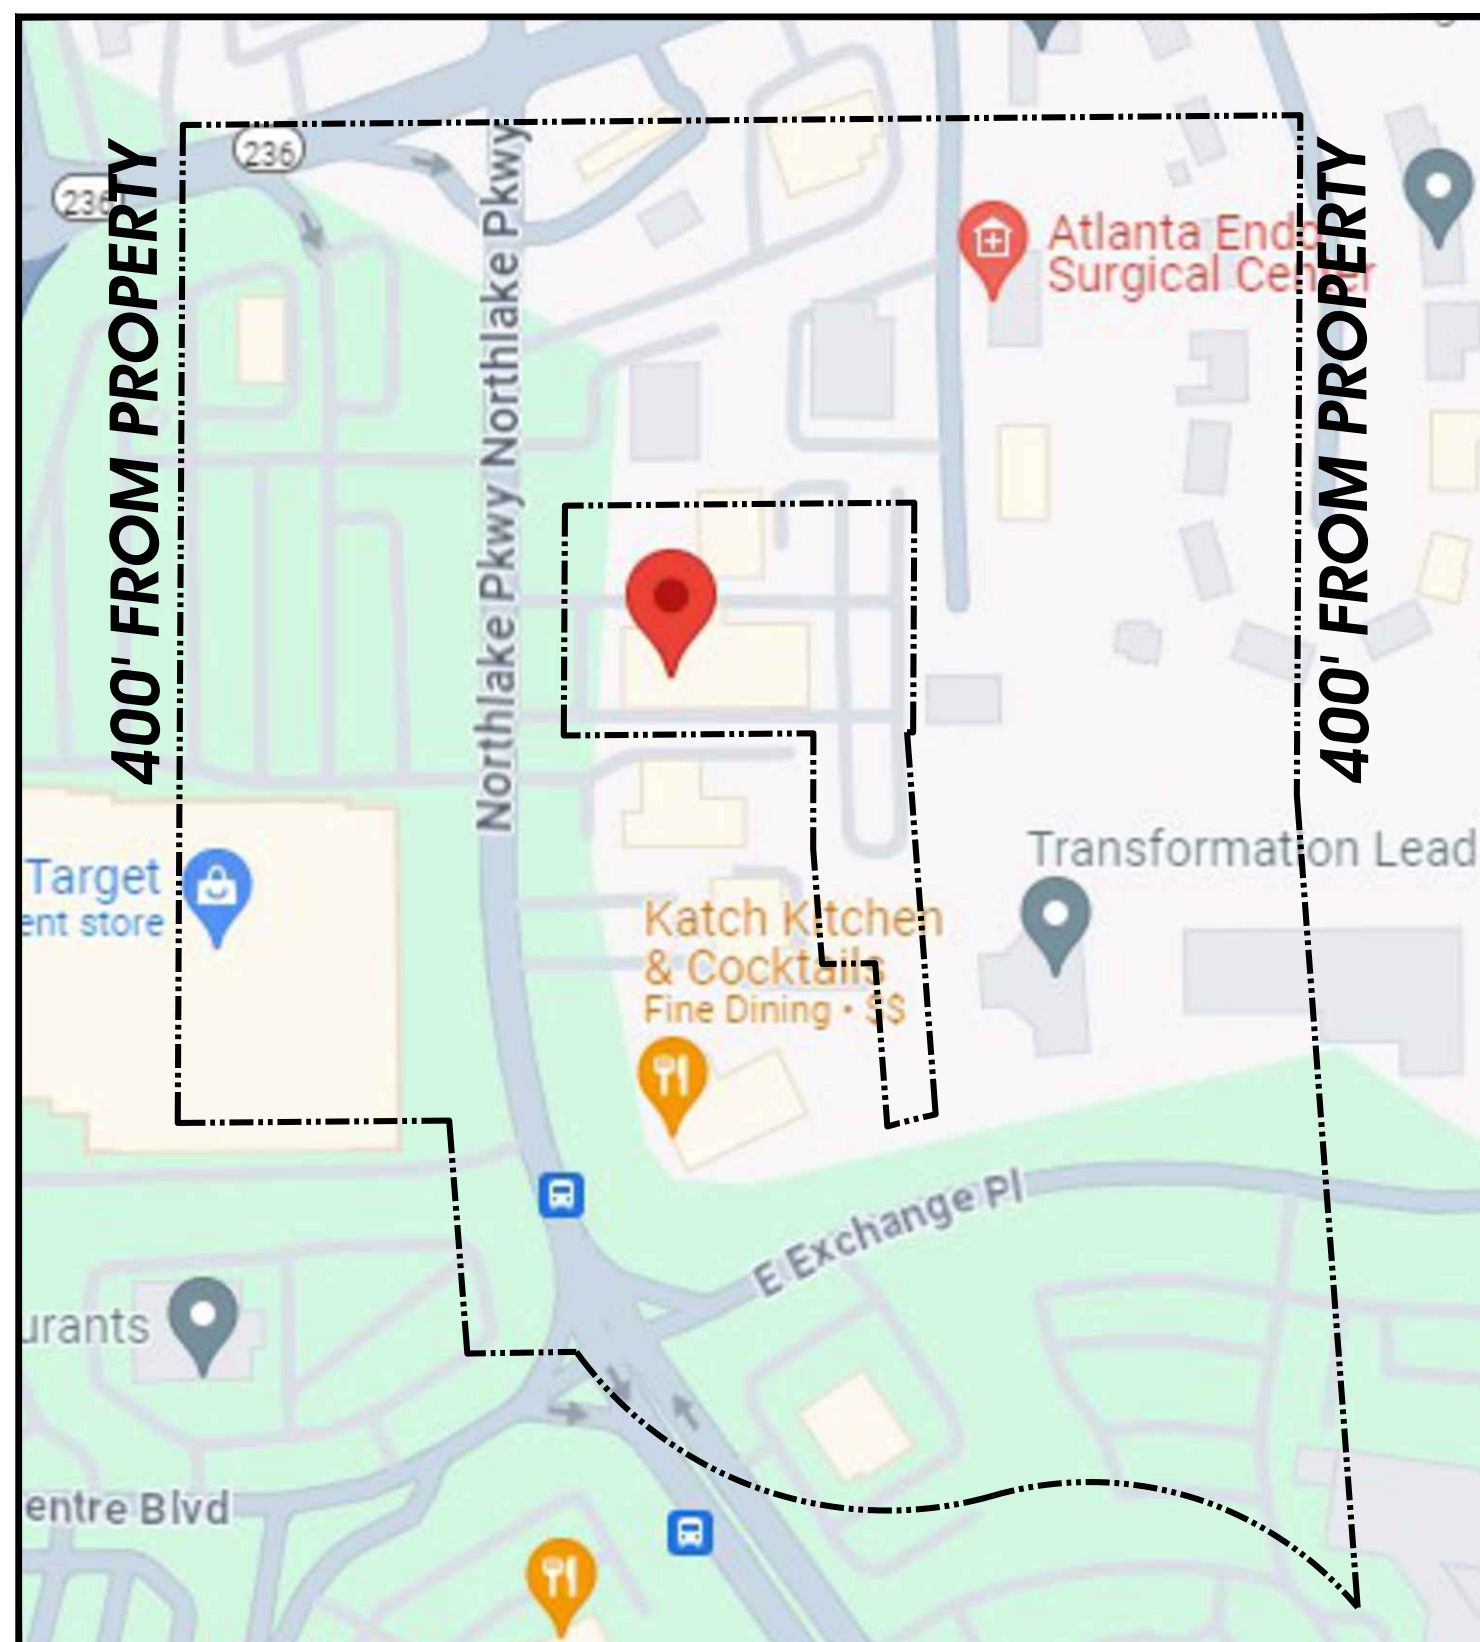 236
236
400' FROM PROPERTY
Northlake Pkwy
Northlake Pkwy
Atlanta Endo
Surgical Center
400' FROM PROPERTY
Target
ent store
Transformation Lead
Katch Kitchen
& Cocktails
Fine Dining · $$
E Exchange Pl
urants
entre Blvd